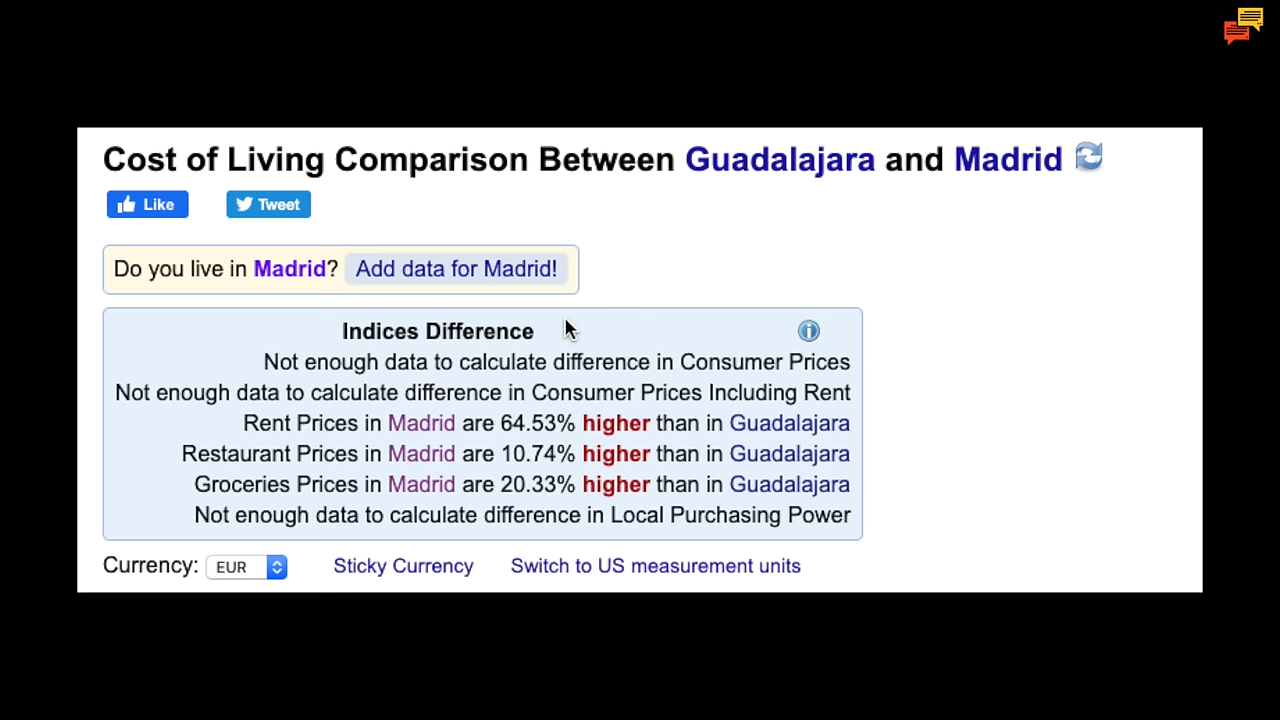 Cost of Living Comparison Between Guadalajara and Madrid
Like Tweet
Do you live in Madrid? Add data for Madrid!
Indices Difference
Not enough data to calculate difference in Consumer Prices
Not enough data to calculate difference in Consumer Prices Including Rent
Rent Prices in Madrid are 64.53% higher than in Guadalajara
Restaurant Prices in Madrid are 10.74% higher than in Guadalajara
Groceries Prices in Madrid are 20.33% higher than in Guadalajara
Not enough data to calculate difference in Local Purchasing Power
Currency: EUR Sticky Currency Switch to US measurement units